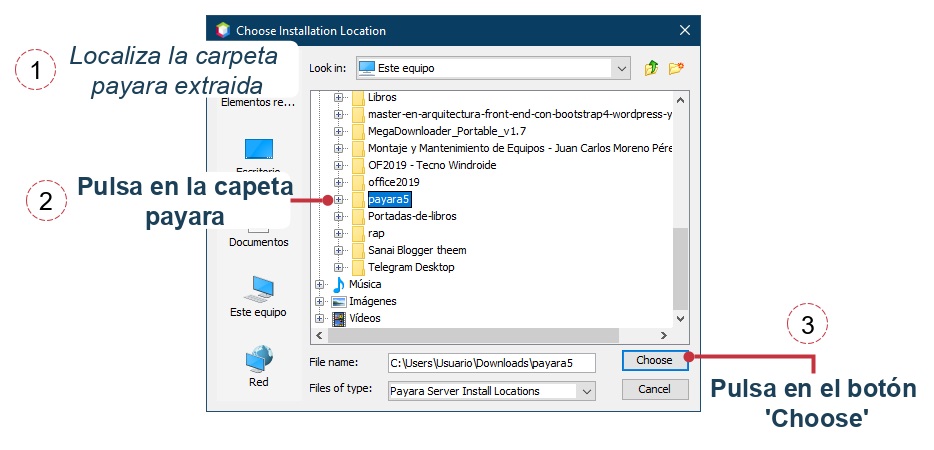 Choose Installation Location
1
Localiza la carpeta
payara extraida
Look in:
Este equipo
Elementos re...
Libros
master-en-arquitectura-front-end-con-bootstrap4-wordpress-y
MegaDownloader_Portable_v1.7
Montaje y Mantenimiento de Equipos - Juan Carlos Moreno Pére
OF2019 - Tecno Windroide
office2019
payara5
Portadas-de-libros
rap
Sanai Blogger theem
Telegram Desktop
Música
Imágenes
Vídeos
Escritorio
2
Pulsa en la capeta
payara
Documentos
Este equipo
Red
File name:
C:\Users\Usuario\Downloads\payara5
Choose
Files of type:
Payara Server Install Locations
Cancel
3
Pulsa en el botón
'Choose'